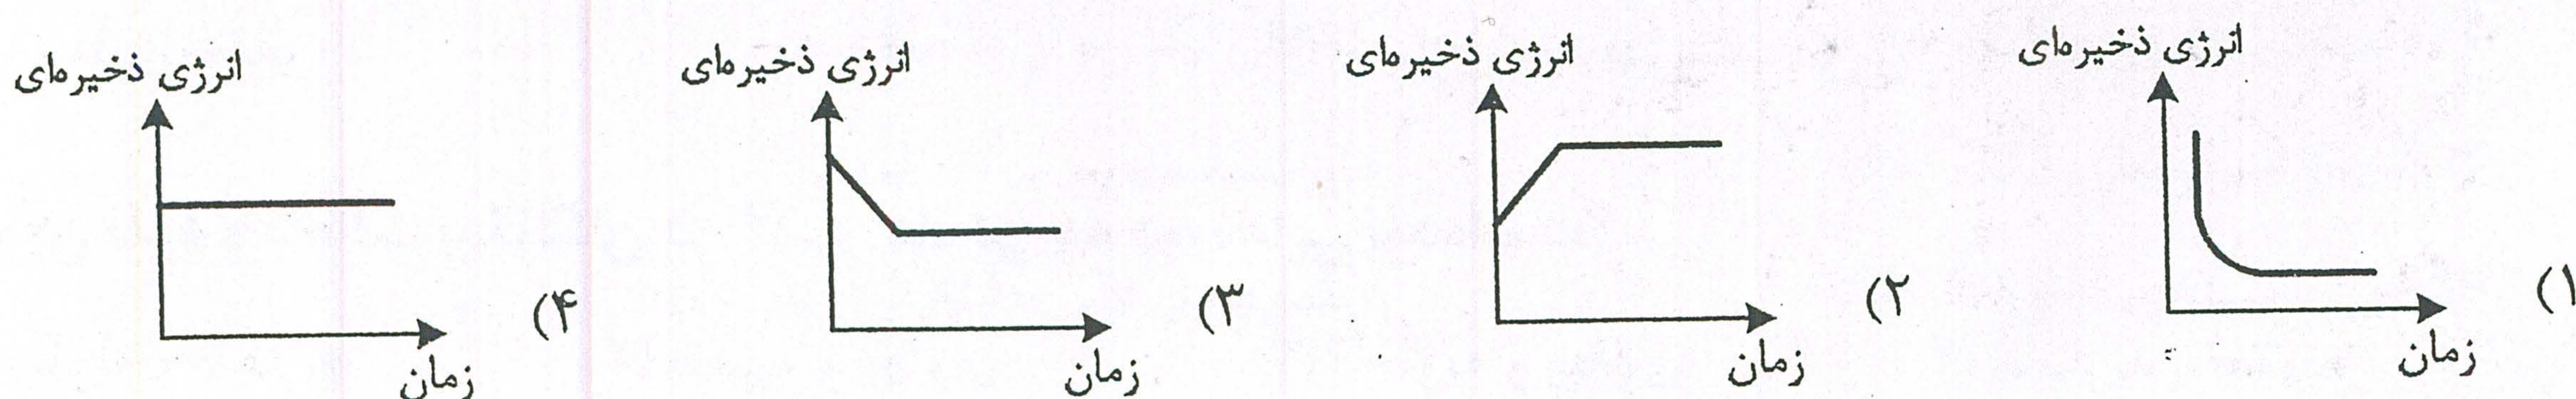 ۱) انرژی ذخیره‌ای
زمان
۲) انرژی ذخیره‌ای
زمان
۳) انرژی ذخیره‌ای
زمان
۴) انرژی ذخیره‌ای
زمان